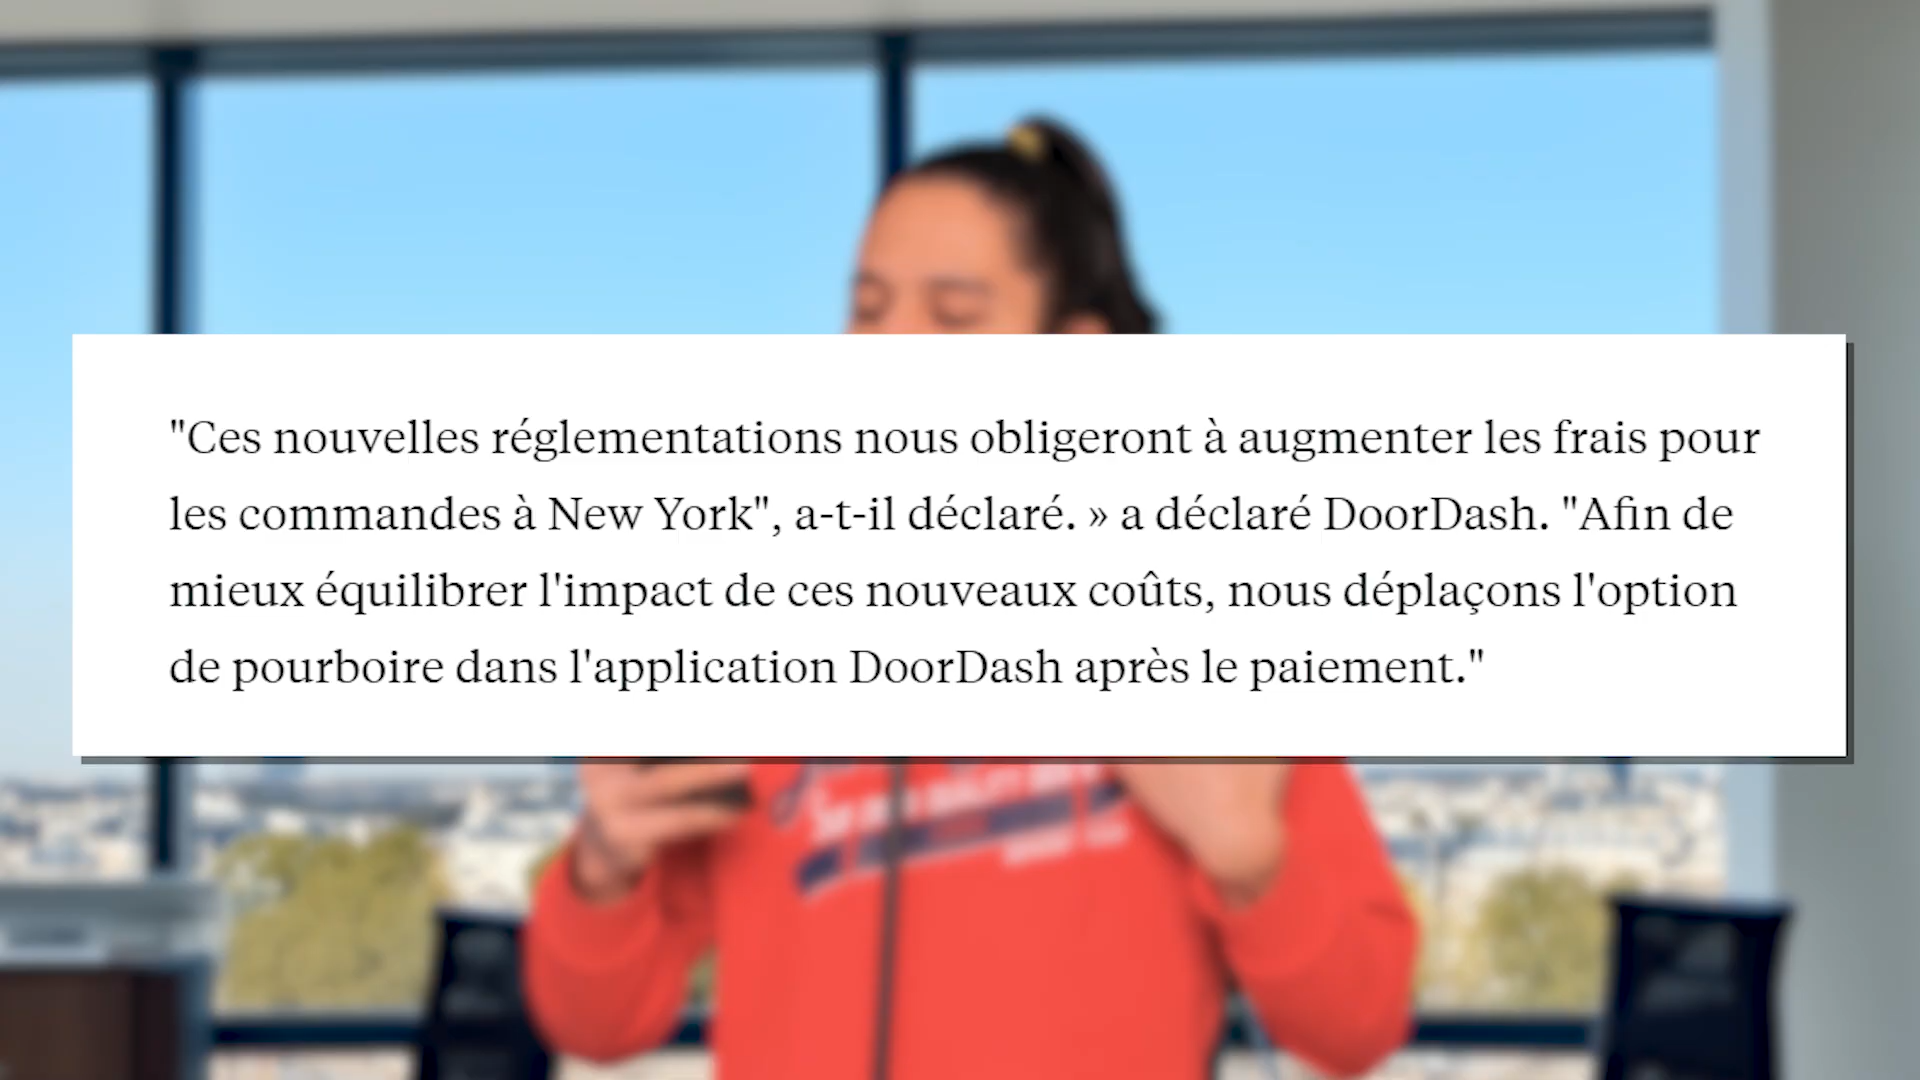 "Ces nouvelles réglementations nous obligeront à augmenter les frais pour
les commandes à New York", a-t-il déclaré. » a déclaré DoorDash. "Afin de
mieux équilibrer l'impact de ces nouveaux coûts, nous déplaçons l'option
de pourboire dans l'application DoorDash après le paiement."